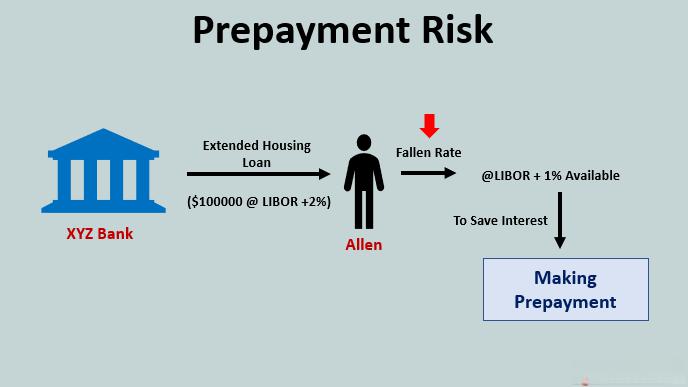 Prepayment Risk
Extended Housing
Loan
($100000 @ LIBOR +2%)
XYZ Bank
Allen
Fallen Rate
@LIBOR + 1% Available
To Save Interest
Making
Prepayment